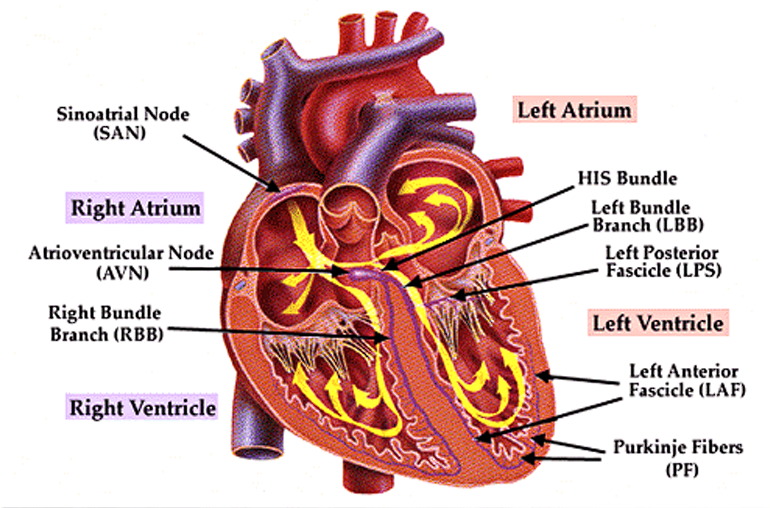 Sinoatrial Node
(SAN)
Right Atrium
Atrioventricular Node
(AVN)
Right Bundle
Branch (RBB)
Right Ventricle
Left Atrium
HIS Bundle
Left Bundle
Branch (LBB)
Left Posterior
Fascicle (LPS)
Left Ventricle
Left Anterior
Fascicle (LAF)
Purkinje Fibers
(PF)